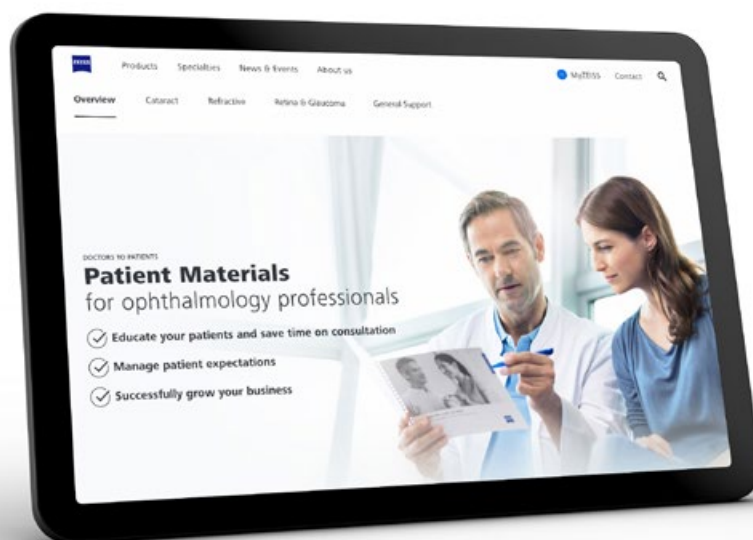 ZEISS
Products Specialties News & Events About us
MyZEISS Contact
Overview Cataract Refractive Retina & Glaucoma General Support
DOCTORS TO PATIENTS
Patient Materials
for ophthalmology professionals
Educate your patients and save time on consultation
Manage patient expectations
Successfully grow your business